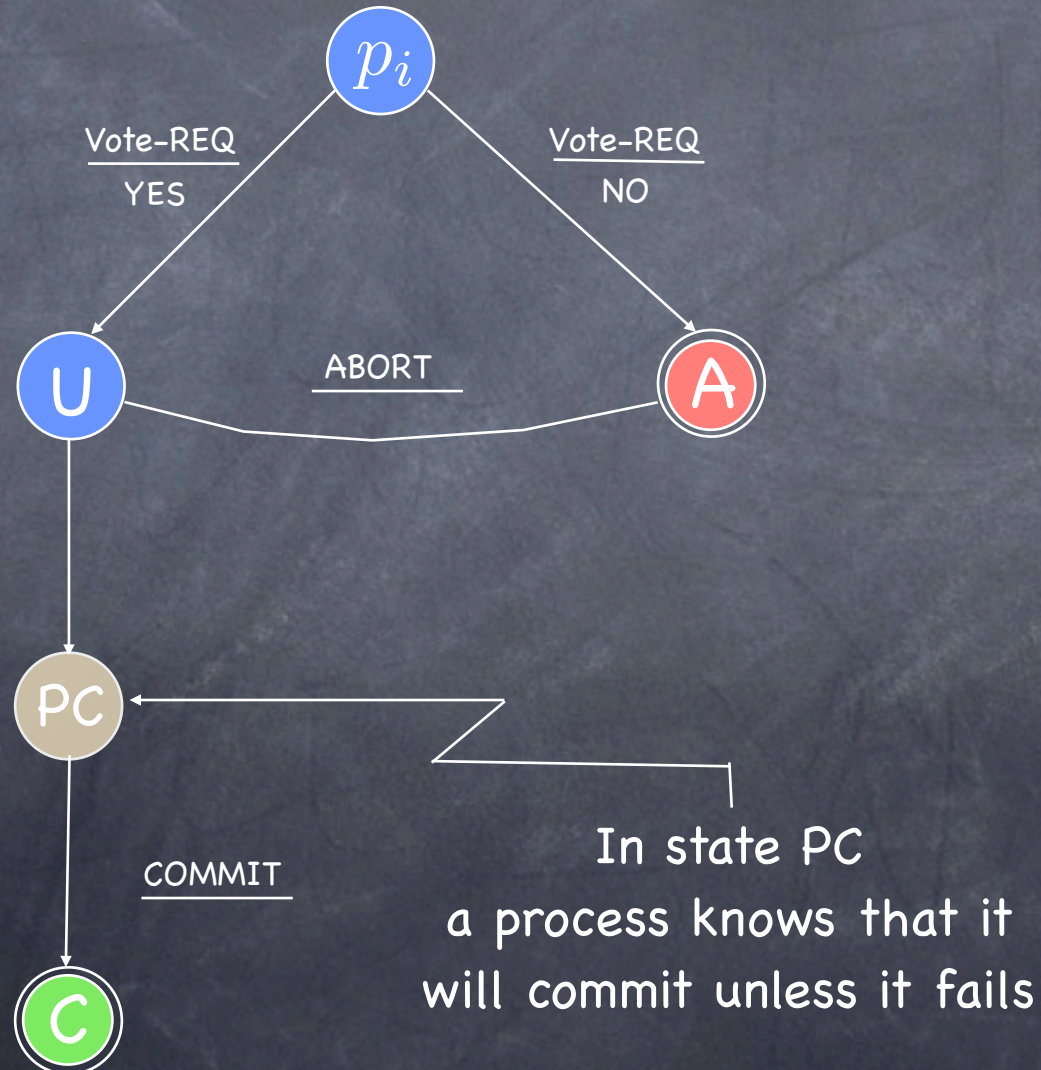 pᵢ
Vote-REQ
YES
Vote-REQ
NO
U
ABORT
A
PC
COMMIT
In state PC
a process knows that it
will commit unless it fails
C